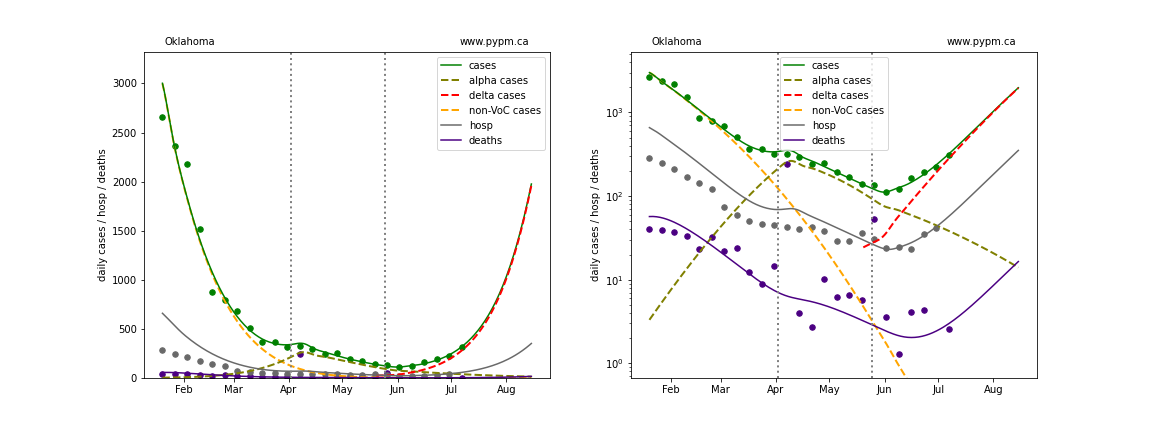 Oklahoma www.pypm.ca
daily cases / hosp / deaths
3000
2500
2000
1500
1000
500
0
Feb Mar Apr May Jun Jul Aug
cases
alpha cases
delta cases
non-VoC cases
hosp
deaths
Oklahoma www.pypm.ca
daily cases / hosp / deaths
10³
10²
10¹
10⁰
Feb Mar Apr May Jun Jul Aug
cases
alpha cases
delta cases
non-VoC cases
hosp
deaths